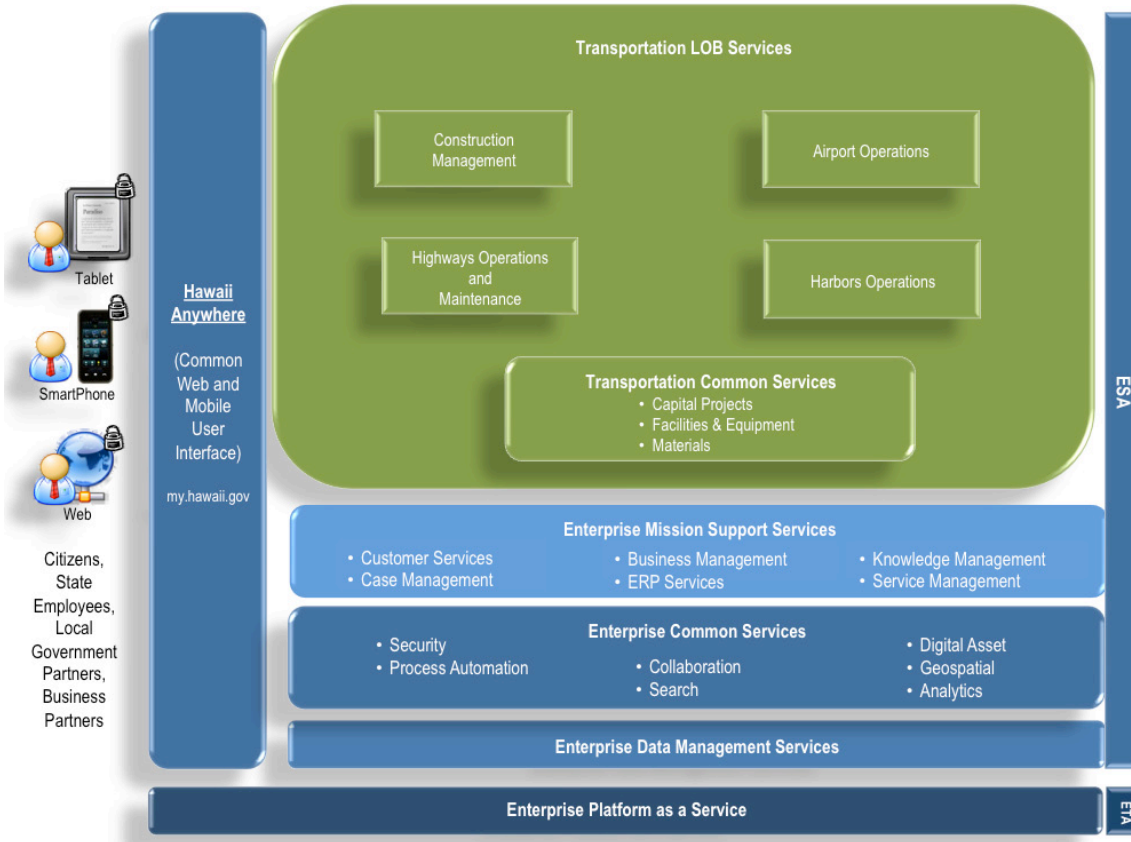 Tablet
SmartPhone
Web
Citizens,
State
Employees,
Local
Government
Partners,
Business
Partners
Hawaii
Anywhere
(Common
Web and
Mobile
User
Interface)
my.hawaii.gov
Transportation LOB Services
Construction
Management
Airport Operations
Highways Operations
and
Maintenance
Harbors Operations
Transportation Common Services
• Capital Projects
• Facilities & Equipment
• Materials
Enterprise Mission Support Services
• Customer Services
• Case Management
• Business Management
• ERP Services
• Knowledge Management
• Service Management
Enterprise Common Services
• Security
• Process Automation
• Collaboration
• Search
• Digital Asset
• Geospatial
• Analytics
Enterprise Data Management Services
Enterprise Platform as a Service
ESA
ETA